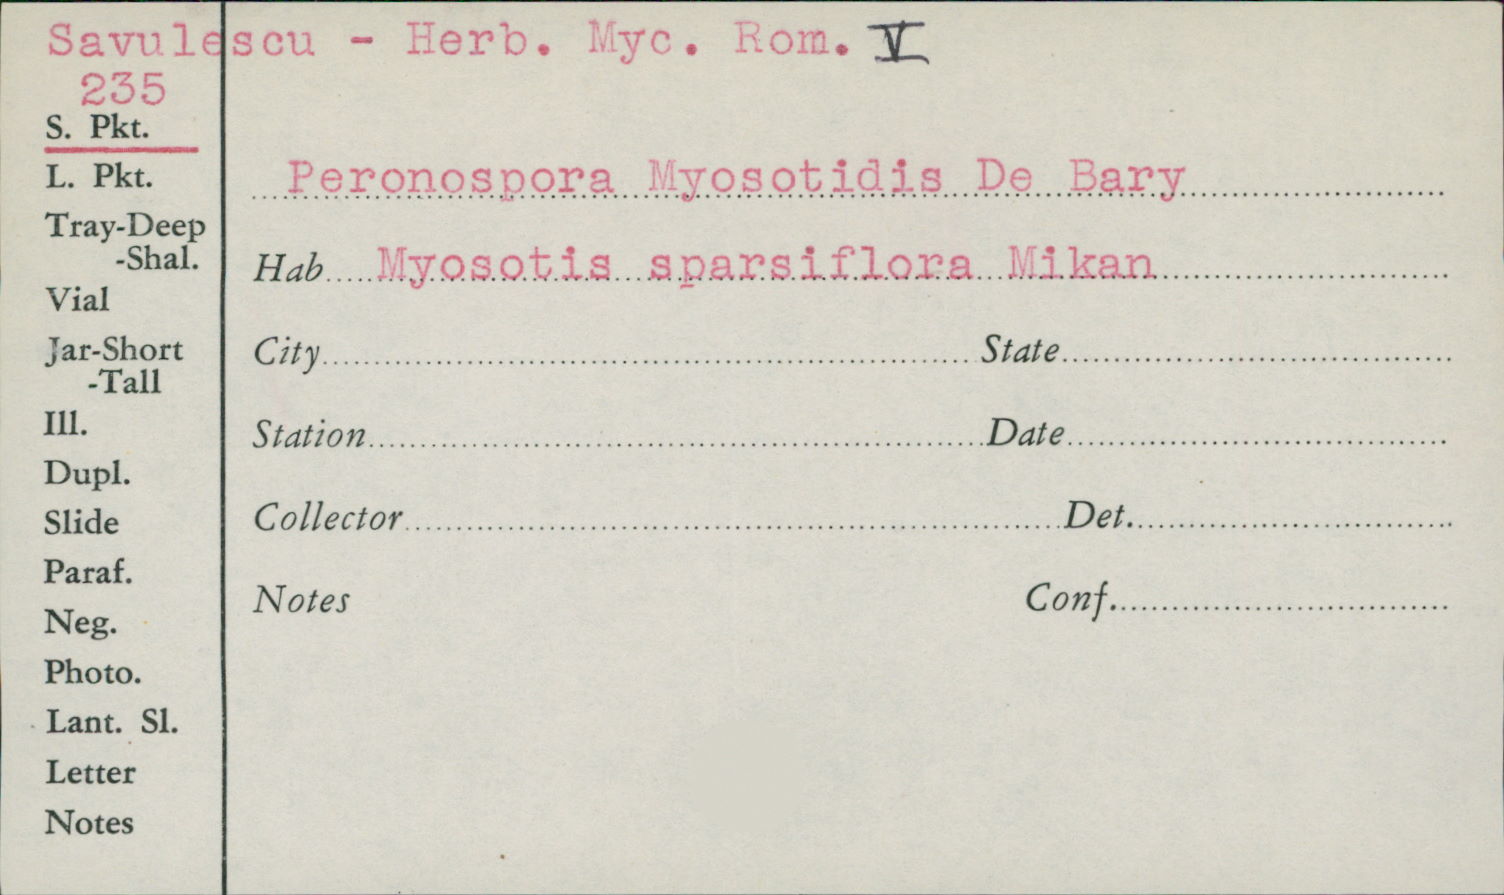 Savulescu - Herb. Myc. Rom. V
235
S. Pkt.
L. Pkt.
Tray-Deep
-Shal.
Vial
Jar-Short
-Tall
Ill.
Dupl.
Slide
Paraf.
Neg.
Photo.
Lant. Sl.
Letter
Notes
Peronospora Myosotidis De Bary
Hab Myosotis sparsiflora Mikan
City State
Station Date
Collector Det.
Notes Conf.